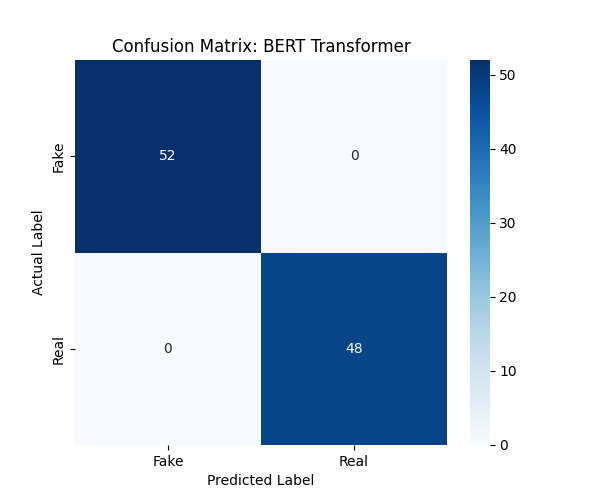 Confusion Matrix: BERT Transformer
Actual Label
Fake
52
0
Real
0
48
Fake
Real
Predicted Label
50
40
30
20
10
0